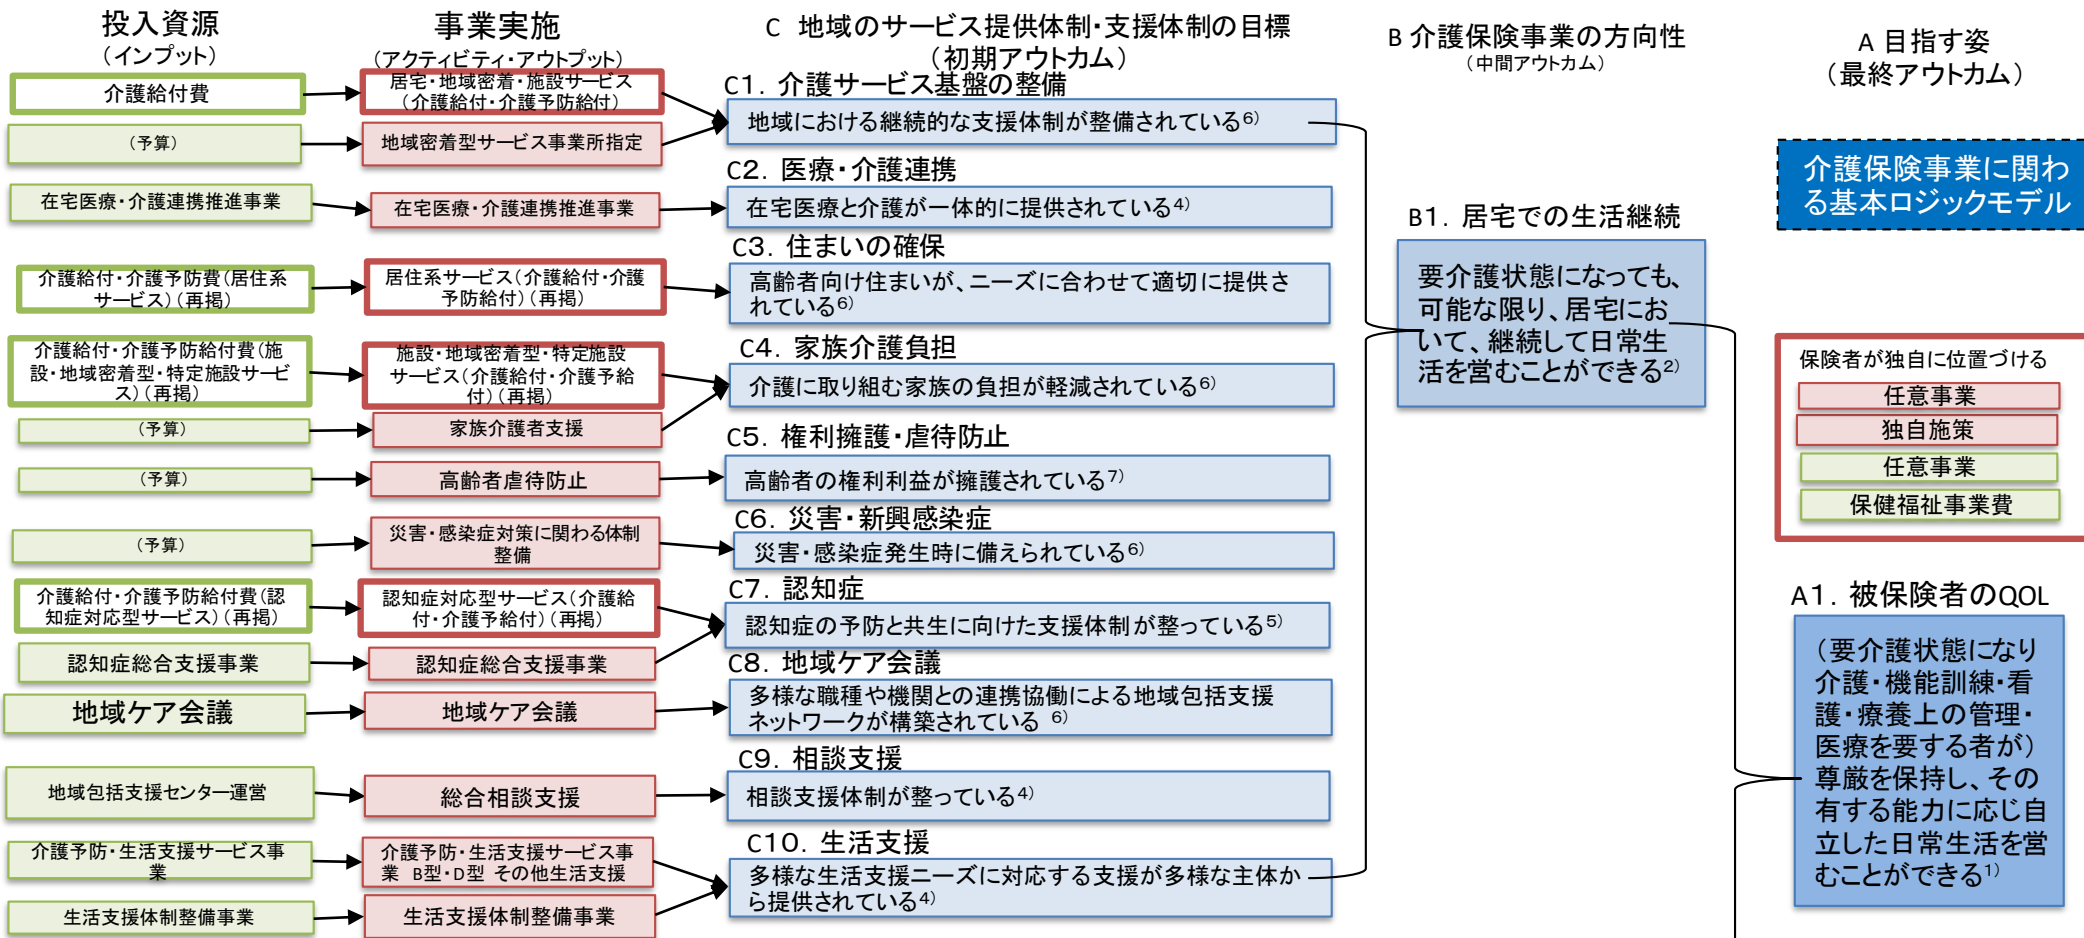 投入資源
（インプット）
事業実施
（アクティビティ・アウトプット）
C 地域のサービス提供体制・支援体制の目標
（初期アウトカム）
B 介護保険事業の方向性
（中間アウトカム）
A 目指す姿
（最終アウトカム）
介護保険事業に関わ
る基本ロジックモデル
介護給付費
居宅・地域密着・施設サービス
（介護給付・介護予防給付）
（予算）
地域密着型サービス事業所指定
C1．介護サービス基盤の整備
地域における継続的な支援体制が整備されている6）
在宅医療・介護連携推進事業
在宅医療・介護連携推進事業
C2．医療・介護連携
在宅医療と介護が一体的に提供されている4）
介護給付・介護予防費（居住系
サービス）（再掲）
居住系サービス（介護給付・介護
予防給付）（再掲）
C3．住まいの確保
高齢者向け住まいが、ニーズに合わせて適切に提供さ
れている6）
介護給付・介護予防給付費（施
設・地域密着型・特定施設サービ
ス）（再掲）
施設・地域密着型・特定施設
サービス（介護給付・介護予給
付）（再掲）
（予算）
家族介護者支援
C4．家族介護負担
介護に取り組む家族の負担が軽減されている6）
（予算）
高齢者虐待防止
C5．権利擁護・虐待防止
高齢者の権利利益が擁護されている7）
（予算）
災害・感染症対策に関わる体制
整備
C6．災害・新興感染症
災害・感染症発生時に備えられている6）
介護給付・介護予防給付費（認
知症対応型サービス）（再掲）
認知症対応型サービス（介護給
付・介護予給付）（再掲）
認知症総合支援事業
認知症総合支援事業
C7．認知症
認知症の予防と共生に向けた支援体制が整っている5）
地域ケア会議
地域ケア会議
C8．地域ケア会議
多様な職種や機関との連携協働による地域包括支援
ネットワークが構築されている 6）
地域包括支援センター運営
総合相談支援
C9．相談支援
相談支援体制が整っている4）
介護予防・生活支援サービス事
業
介護予防・生活支援サービス事
業 B型・D型 その他生活支援
生活支援体制整備事業
生活支援体制整備事業
C10．生活支援
多様な生活支援ニーズに対応する支援が多様な主体か
ら提供されている4）
B1．居宅での生活継続
要介護状態になっても、
可能な限り、居宅にお
いて、継続して日常生
活を営むことができる2）
保険者が独自に位置づける
任意事業
独自施策
任意事業
保健福祉事業費
A1．被保険者のQOL
（要介護状態になり
介護・機能訓練・看
護・療養上の管理・
医療を要する者が）
尊厳を保持し、その
有する能力に応じ自
立した日常生活を営
むことができる1）